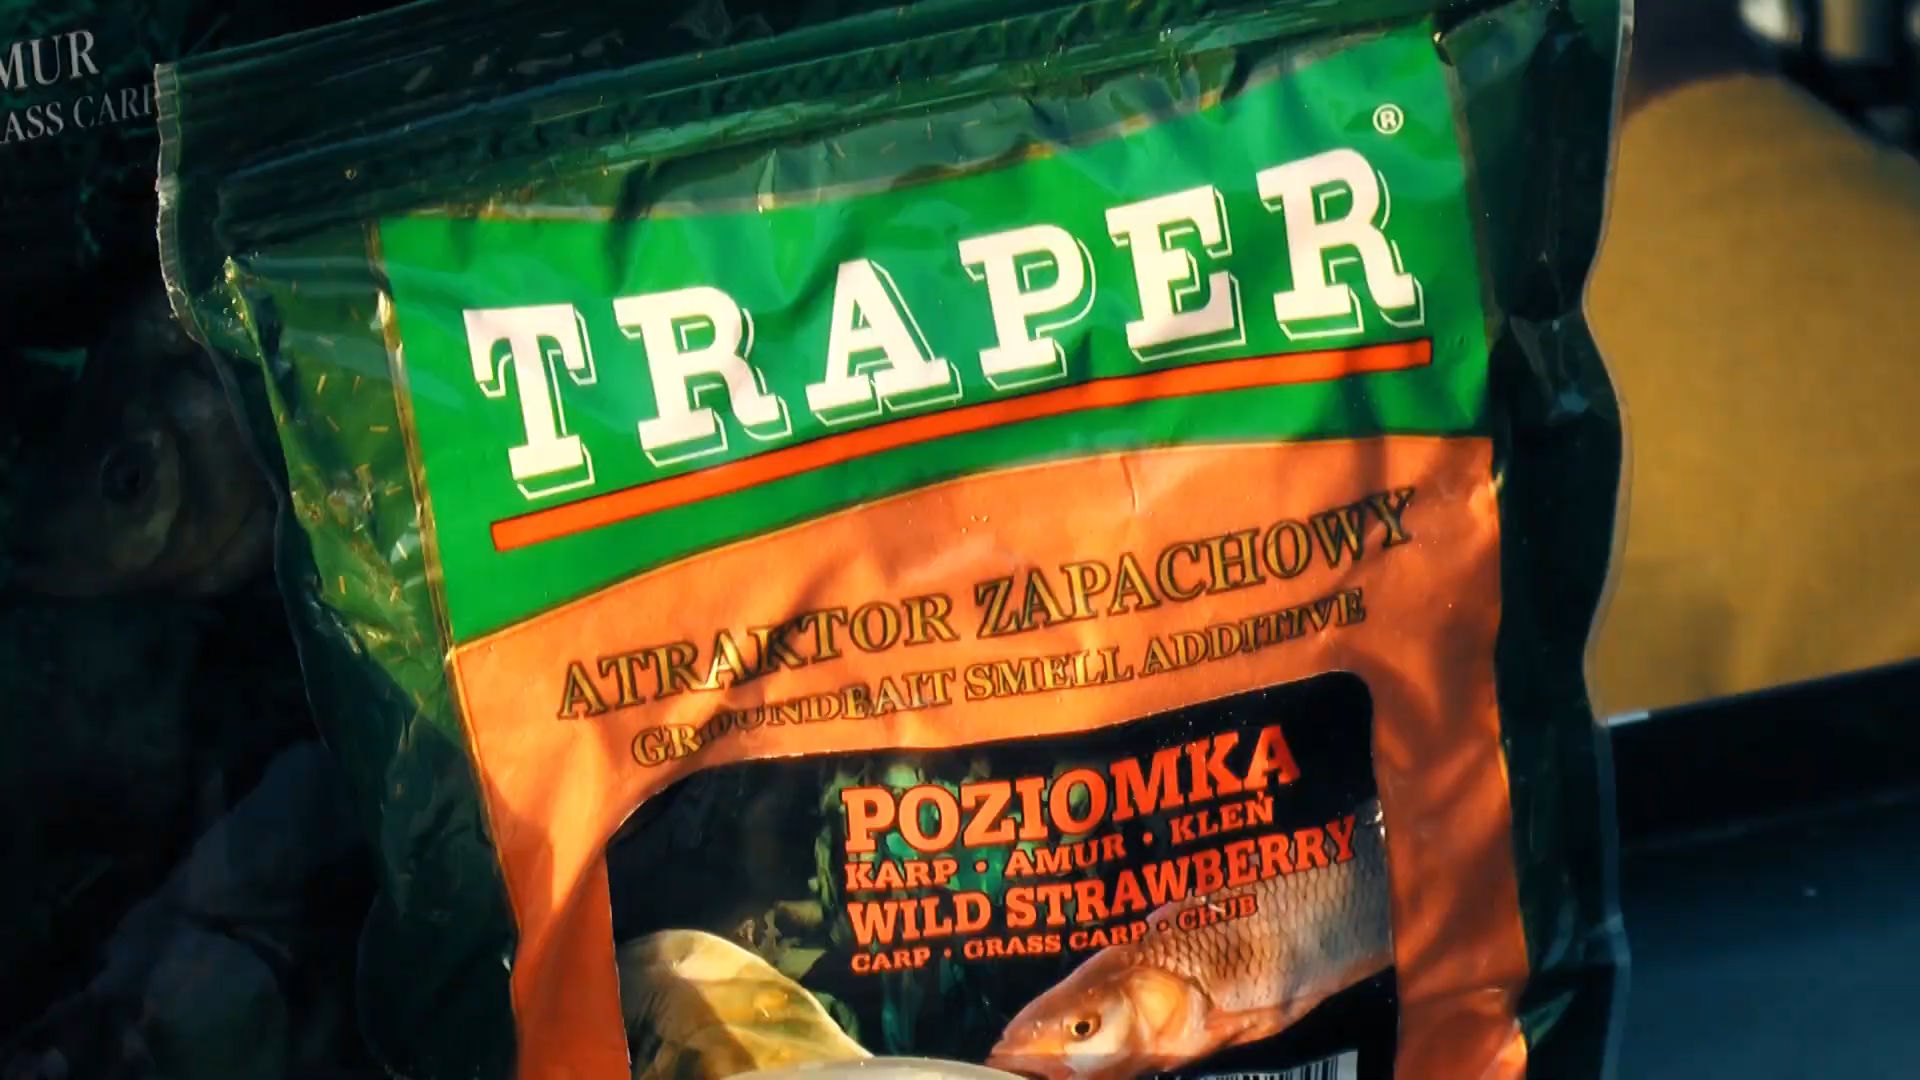 MUR
ASS CARP
TRAPER®
ATRAKTOR ZAPACHOWY
GROUNDBAIT SMELL ADDITIVE
POZIOMKA
KARP • AMUR • KLEŃ
WILD STRAWBERRY
CARP • GRASS CARP • CHUB